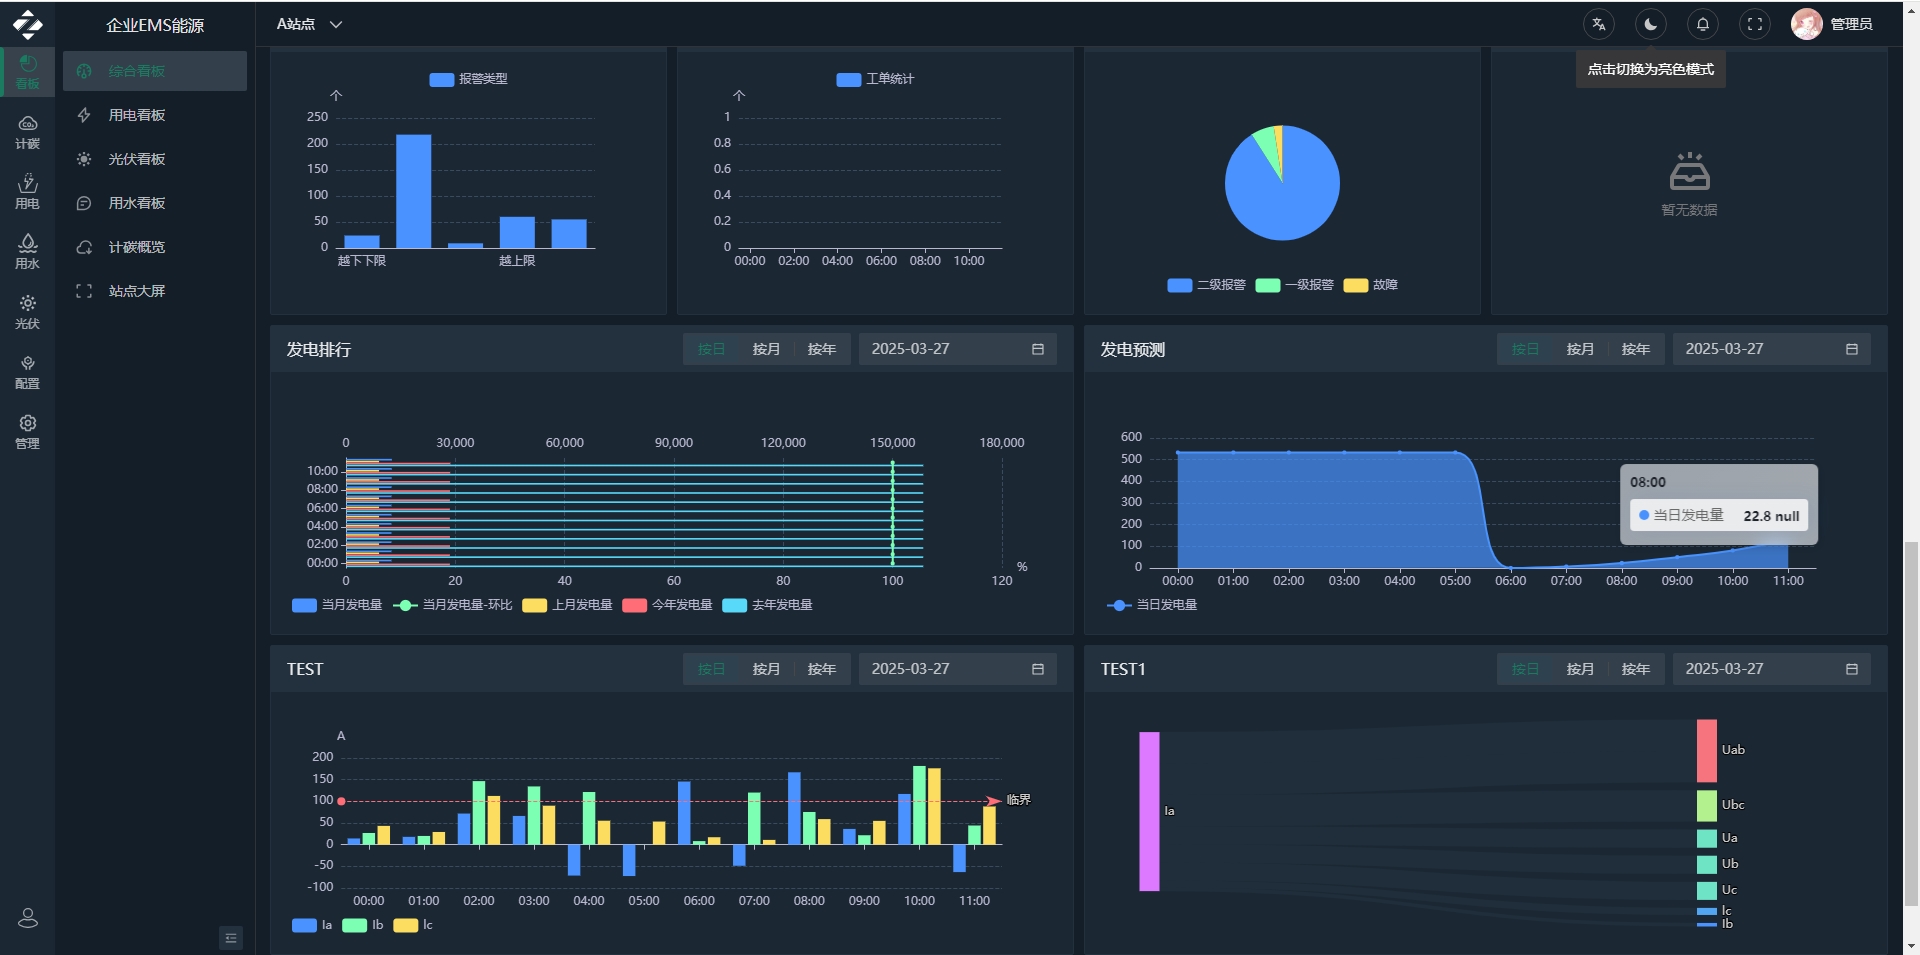 企业EMS能源
A站点
管理员
点击切换为亮色模式
看板
计碳
用电
用水
光伏
配置
管理
综合看板
用电看板
光伏看板
用水看板
计碳概览
站点大屏
报警类型
个
250
200
150
100
50
0
越下下限
越上限
工单统计
个
1
0.8
0.6
0.4
0.2
0
00:00 02:00 04:00 06:00 08:00 10:00
二级报警 一级报警 故障
暂无数据
发电排行
按日 按月 按年
2025-03-27
0 30,000 60,000 90,000 120,000 150,000 180,000
10:00
08:00
06:00
04:00
02:00
00:00
%
0 20 40 60 80 100 120
当月发电量 当月发电量-环比 上月发电量 今年发电量 去年发电量
发电预测
按日 按月 按年
2025-03-27
600
500
400
300
200
100
0
08:00
当日发电量 22.8 null
00:00 01:00 02:00 03:00 04:00 05:00 06:00 07:00 08:00 09:00 10:00 11:00
当日发电量
TEST
按日 按月 按年
2025-03-27
A
200
150
100
50
0
-50
-100
临界
00:00 01:00 02:00 03:00 04:00 05:00 06:00 07:00 08:00 09:00 10:00 11:00
Ia Ib Ic
TEST1
按日 按月 按年
2025-03-27
Ia
Uab
Ubc
Ua
Ub
Uc
Ic
Ib